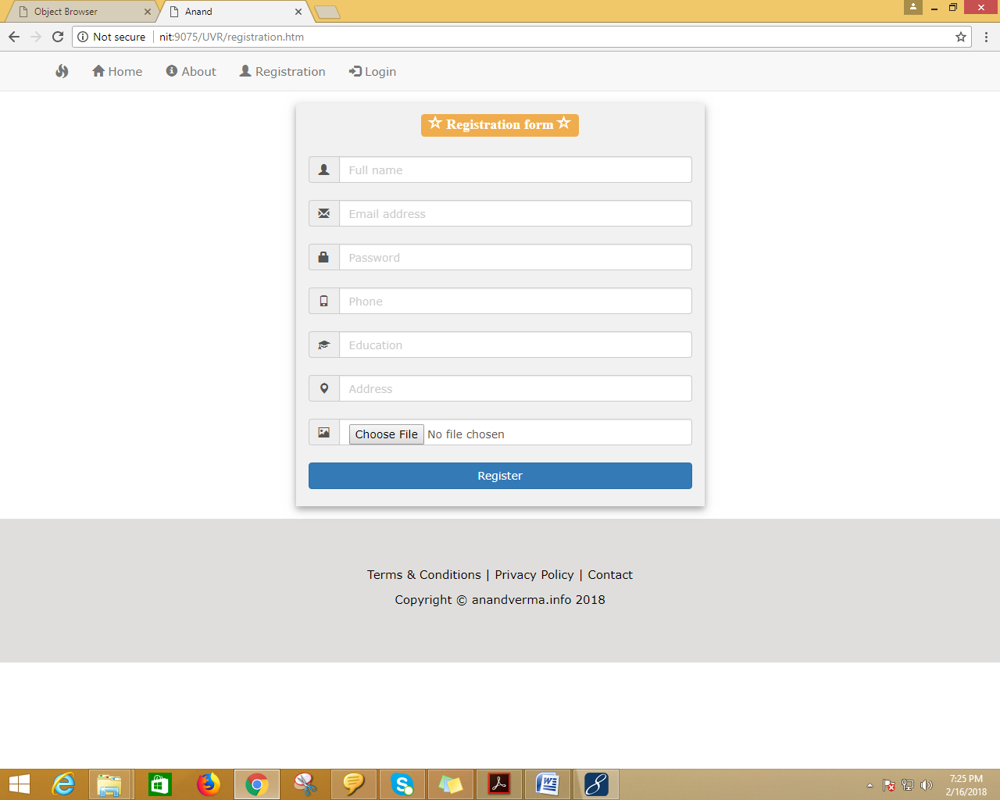 Object Browser
Anand
Not secure
nit:9075/UVR/registration.htm
Home
About
Registration
Login
Registration form
Full name
Email address
Password
Phone
Education
Address
Choose File No file chosen
Register
Terms & Conditions | Privacy Policy | Contact
Copyright © anandverma.info 2018
7:25 PM
2/16/2018